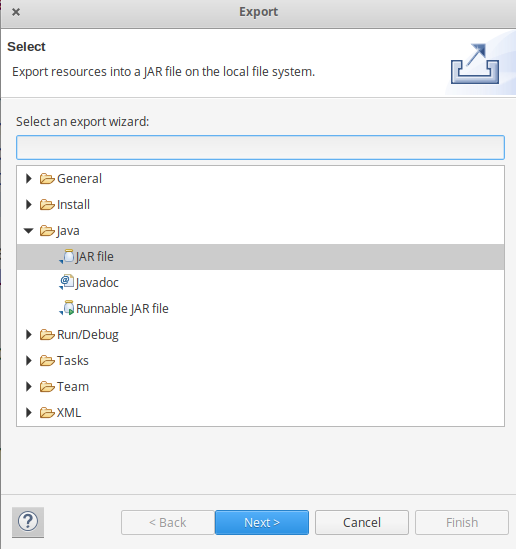 Export
Select
Export resources into a JAR file on the local file system.
Select an export wizard:
General
Install
Java
JAR file
Javadoc
Runnable JAR file
Run/Debug
Tasks
Team
XML
< Back
Next >
Cancel
Finish